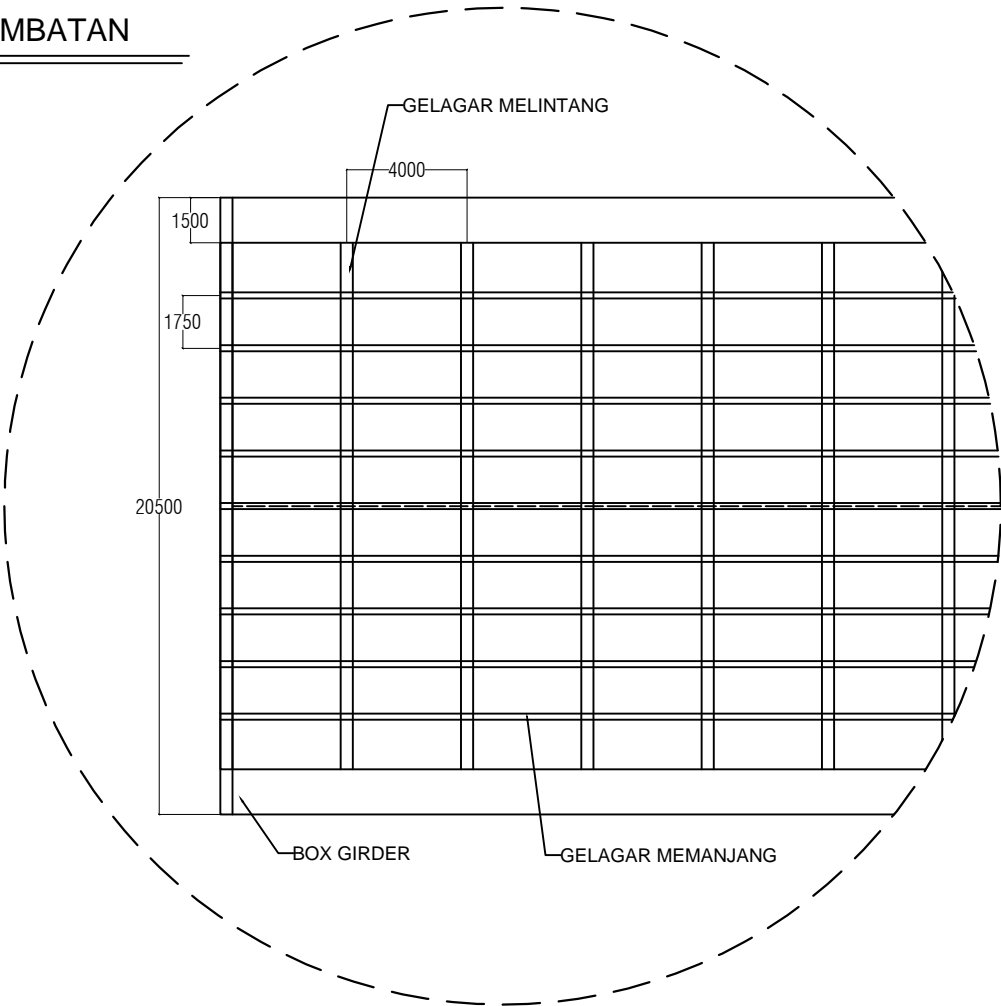 MBATAN
GELAGAR MELINTANG
4000
1500
1750
20500
BOX GIRDER
GELAGAR MEMANJANG